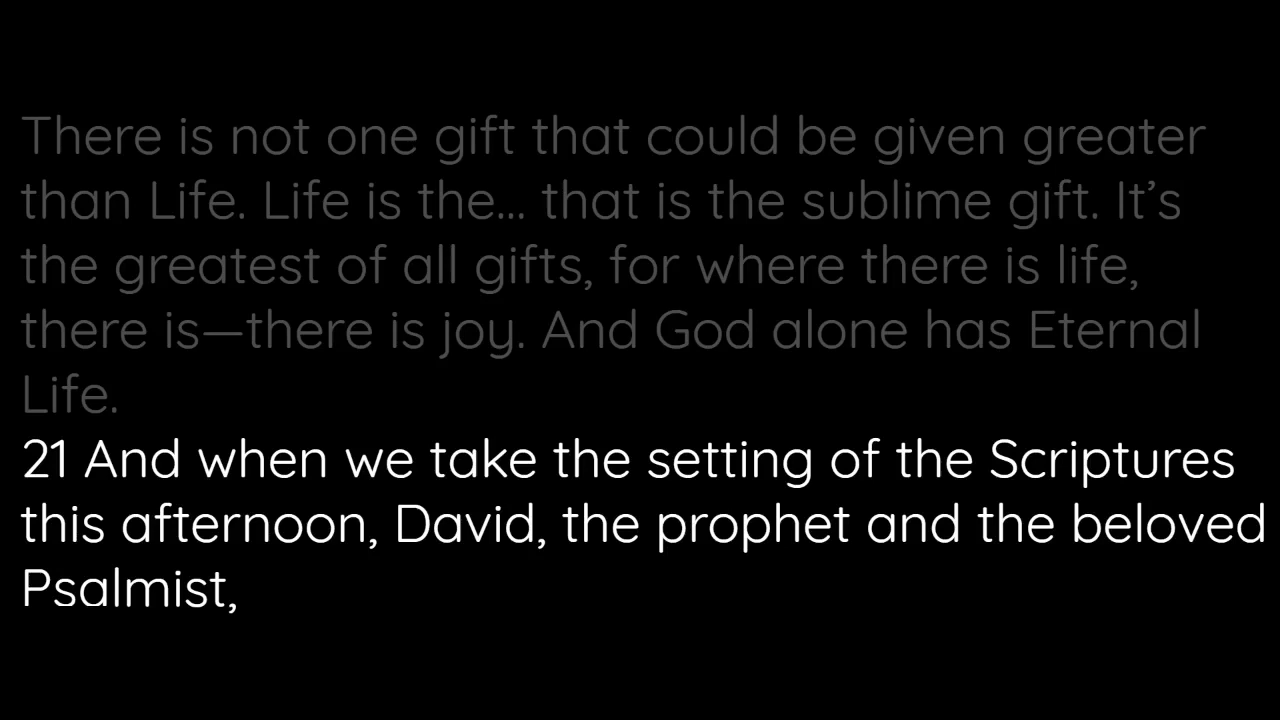 There is not one gift that could be given greater
than Life. Life is the... that is the sublime gift. It’s
the greatest of all gifts, for where there is life,
there is—there is joy. And God alone has Eternal
Life.
21 And when we take the setting of the Scriptures
this afternoon, David, the prophet and the beloved
Psalmist,